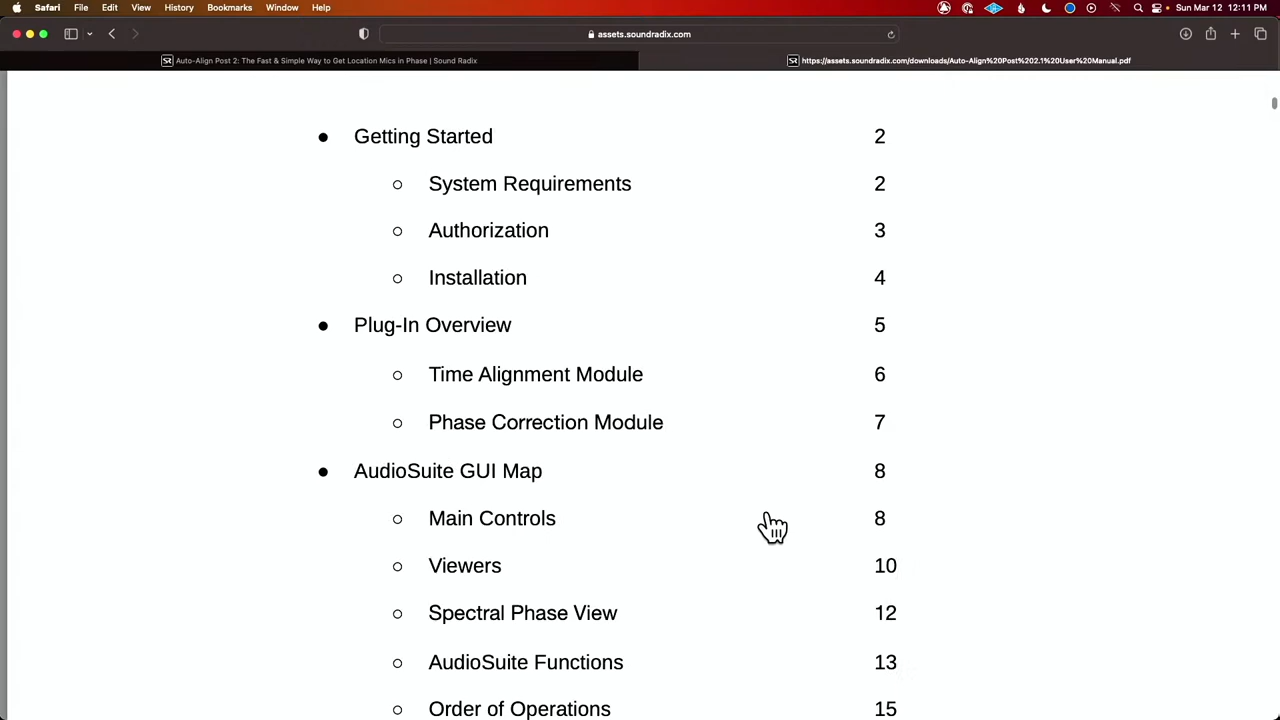 Safari File Edit View History Bookmarks Window Help Sun Mar 12 12:11 PM
assets.soundradix.com
SR Auto-Align Post 2: The Fast & Simple Way to Get Location Mics in Phase | Sound Radix
SR https://assets.soundradix.com/downloads/Auto-Align%20Post%202.1%20User%20Manual.pdf
• Getting Started 2
○ System Requirements 2
○ Authorization 3
○ Installation 4
• Plug-In Overview 5
○ Time Alignment Module 6
○ Phase Correction Module 7
• AudioSuite GUI Map 8
○ Main Controls 8
○ Viewers 10
○ Spectral Phase View 12
○ AudioSuite Functions 13
○ Order of Operations 15